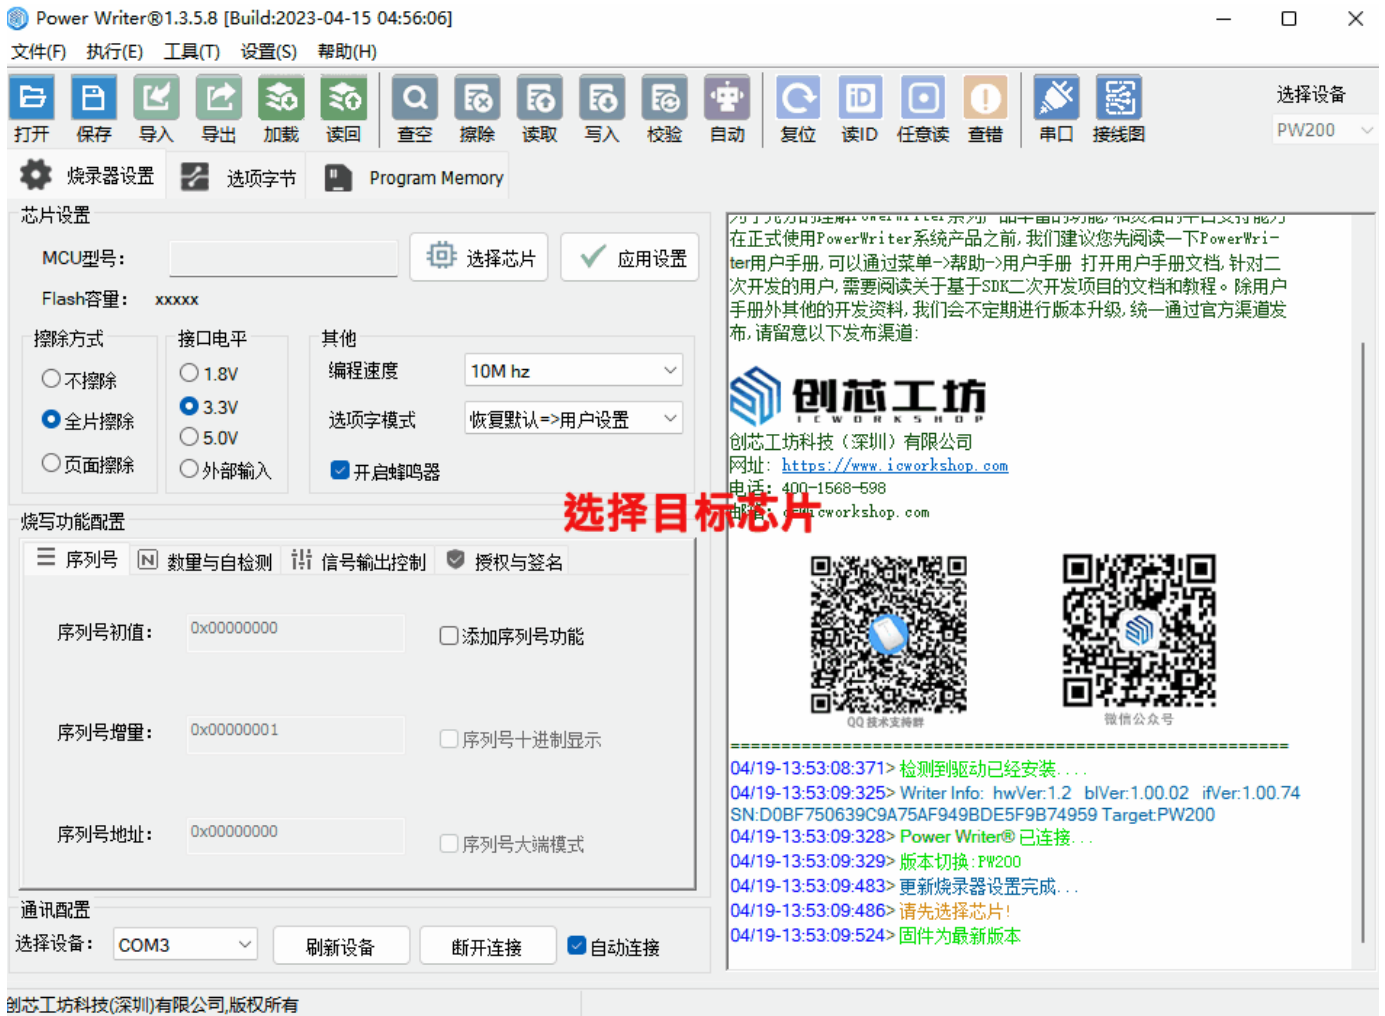 Power Writer®1.3.5.8 [Build:2023-04-15 04:56:06]
文件(F) 执行(E) 工具(T) 设置(S) 帮助(H)
打开 保存 导入 导出 加载 读回 查空 擦除 读取 写入 校验 自动 复位 读ID 任意读 查错 串口 接线图
选择设备
PW200
烧录器设置 选项字节 Program Memory
芯片设置
MCU型号： 选择芯片 应用设置
Flash容量： xxxxx
擦除方式
不擦除
全片擦除
页面擦除
接口电平
1.8V
3.3V
5.0V
外部输入
其他
编程速度 10M hz
选项字模式 恢复默认=>用户设置
开启蜂鸣器
选择目标芯片
烧写功能配置
序列号 N 数量与自检测 信号输出控制 授权与签名
序列号初值： 0x00000000 添加序列号功能
序列号增量： 0x00000001 序列号十进制显示
序列号地址： 0x00000000 序列号大端模式
通讯配置
选择设备： COM3 刷新设备 断开连接 自动连接
创芯工坊科技(深圳)有限公司,版权所有
在正式使用PowerWriter系统产品之前,我们建议您先阅读一下PowerWri-
ter用户手册,可以通过菜单->帮助->用户手册 打开用户手册文档,针对二
次开发的用户,需要阅读关于基于SDK二次开发项目的文档和教程。除用户
手册外其他的开发资料,我们会不定期进行版本升级,统一通过官方渠道发
布,请留意以下发布渠道:
创芯工坊
ICWORKSHOP
创芯工坊科技（深圳）有限公司
网址: https://www.icworkshop.com
电话: 400-1568-598
icworkshop.com
QQ技术支持群
微信公众号
=======================================================
04/19-13:53:08:371> 检测到驱动已经安装....
04/19-13:53:09:325> Writer Info: hwVer:1.2 blVer:1.00.02 ifVer:1.00.74
SN:D0BF750639C9A75AF949BDE5F9B74959 Target:PW200
04/19-13:53:09:328> Power Writer® 已连接...
04/19-13:53:09:329> 版本切换:PW200
04/19-13:53:09:483> 更新烧录器设置完成...
04/19-13:53:09:486> 请先选择芯片!
04/19-13:53:09:524> 固件为最新版本